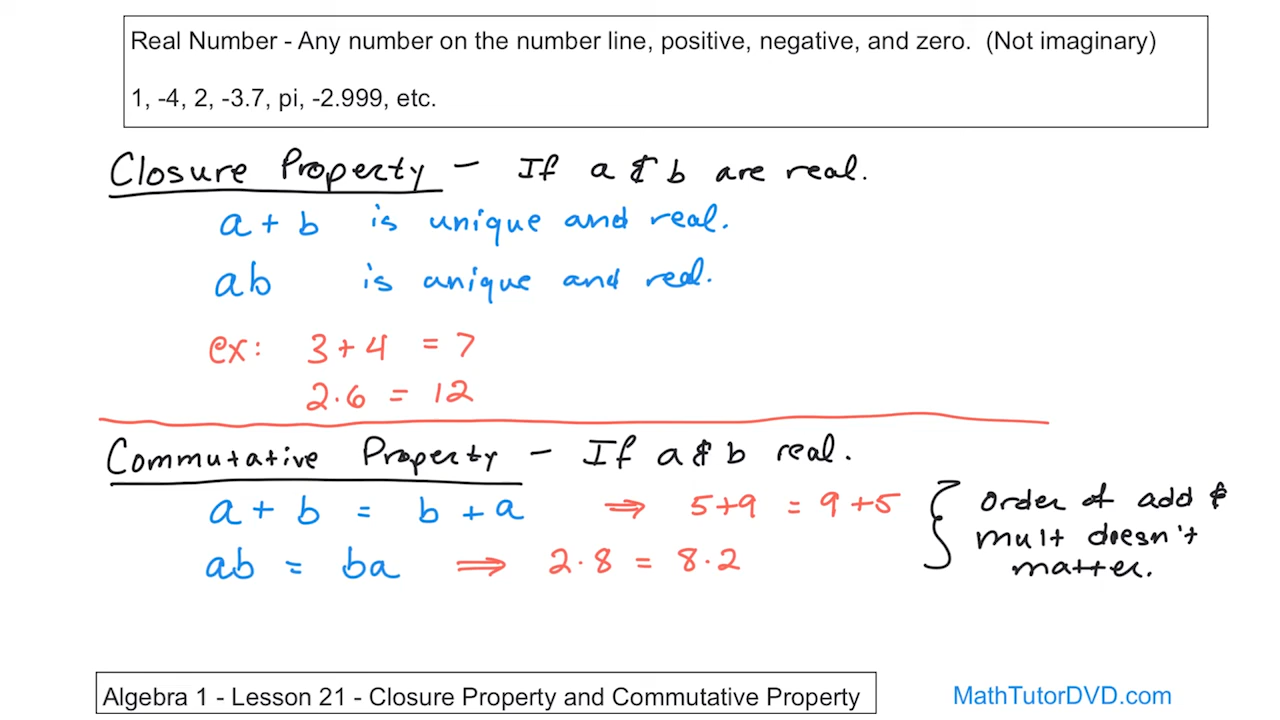 Real Number - Any number on the number line, positive, negative, and zero. (Not imaginary)
1, -4, 2, -3.7, pi, -2.999, etc.
Closure Property - If a & b are real.
a + b is unique and real.
ab is unique and real.
ex: 3 + 4 = 7
2·6 = 12
Commutative Property - If a & b real.
a + b = b + a ⇒ 5+9 = 9+5
ab = ba ⇒ 2·8 = 8·2
order of add &
mult doesn't
matter.
Algebra 1 - Lesson 21 - Closure Property and Commutative Property
MathTutorDVD.com